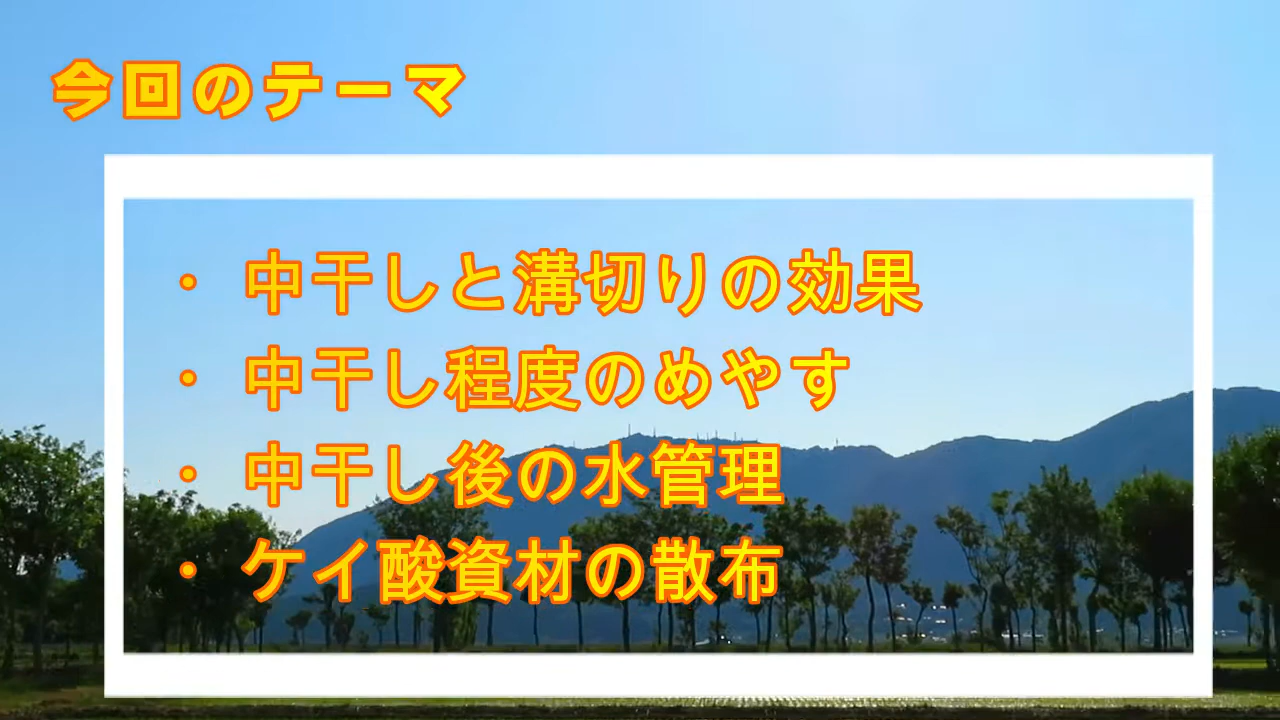 今回のテーマ
・ 中干しと溝切りの効果
・ 中干し程度のめやす
・ 中干し後の水管理
・ ケイ酸資材の散布